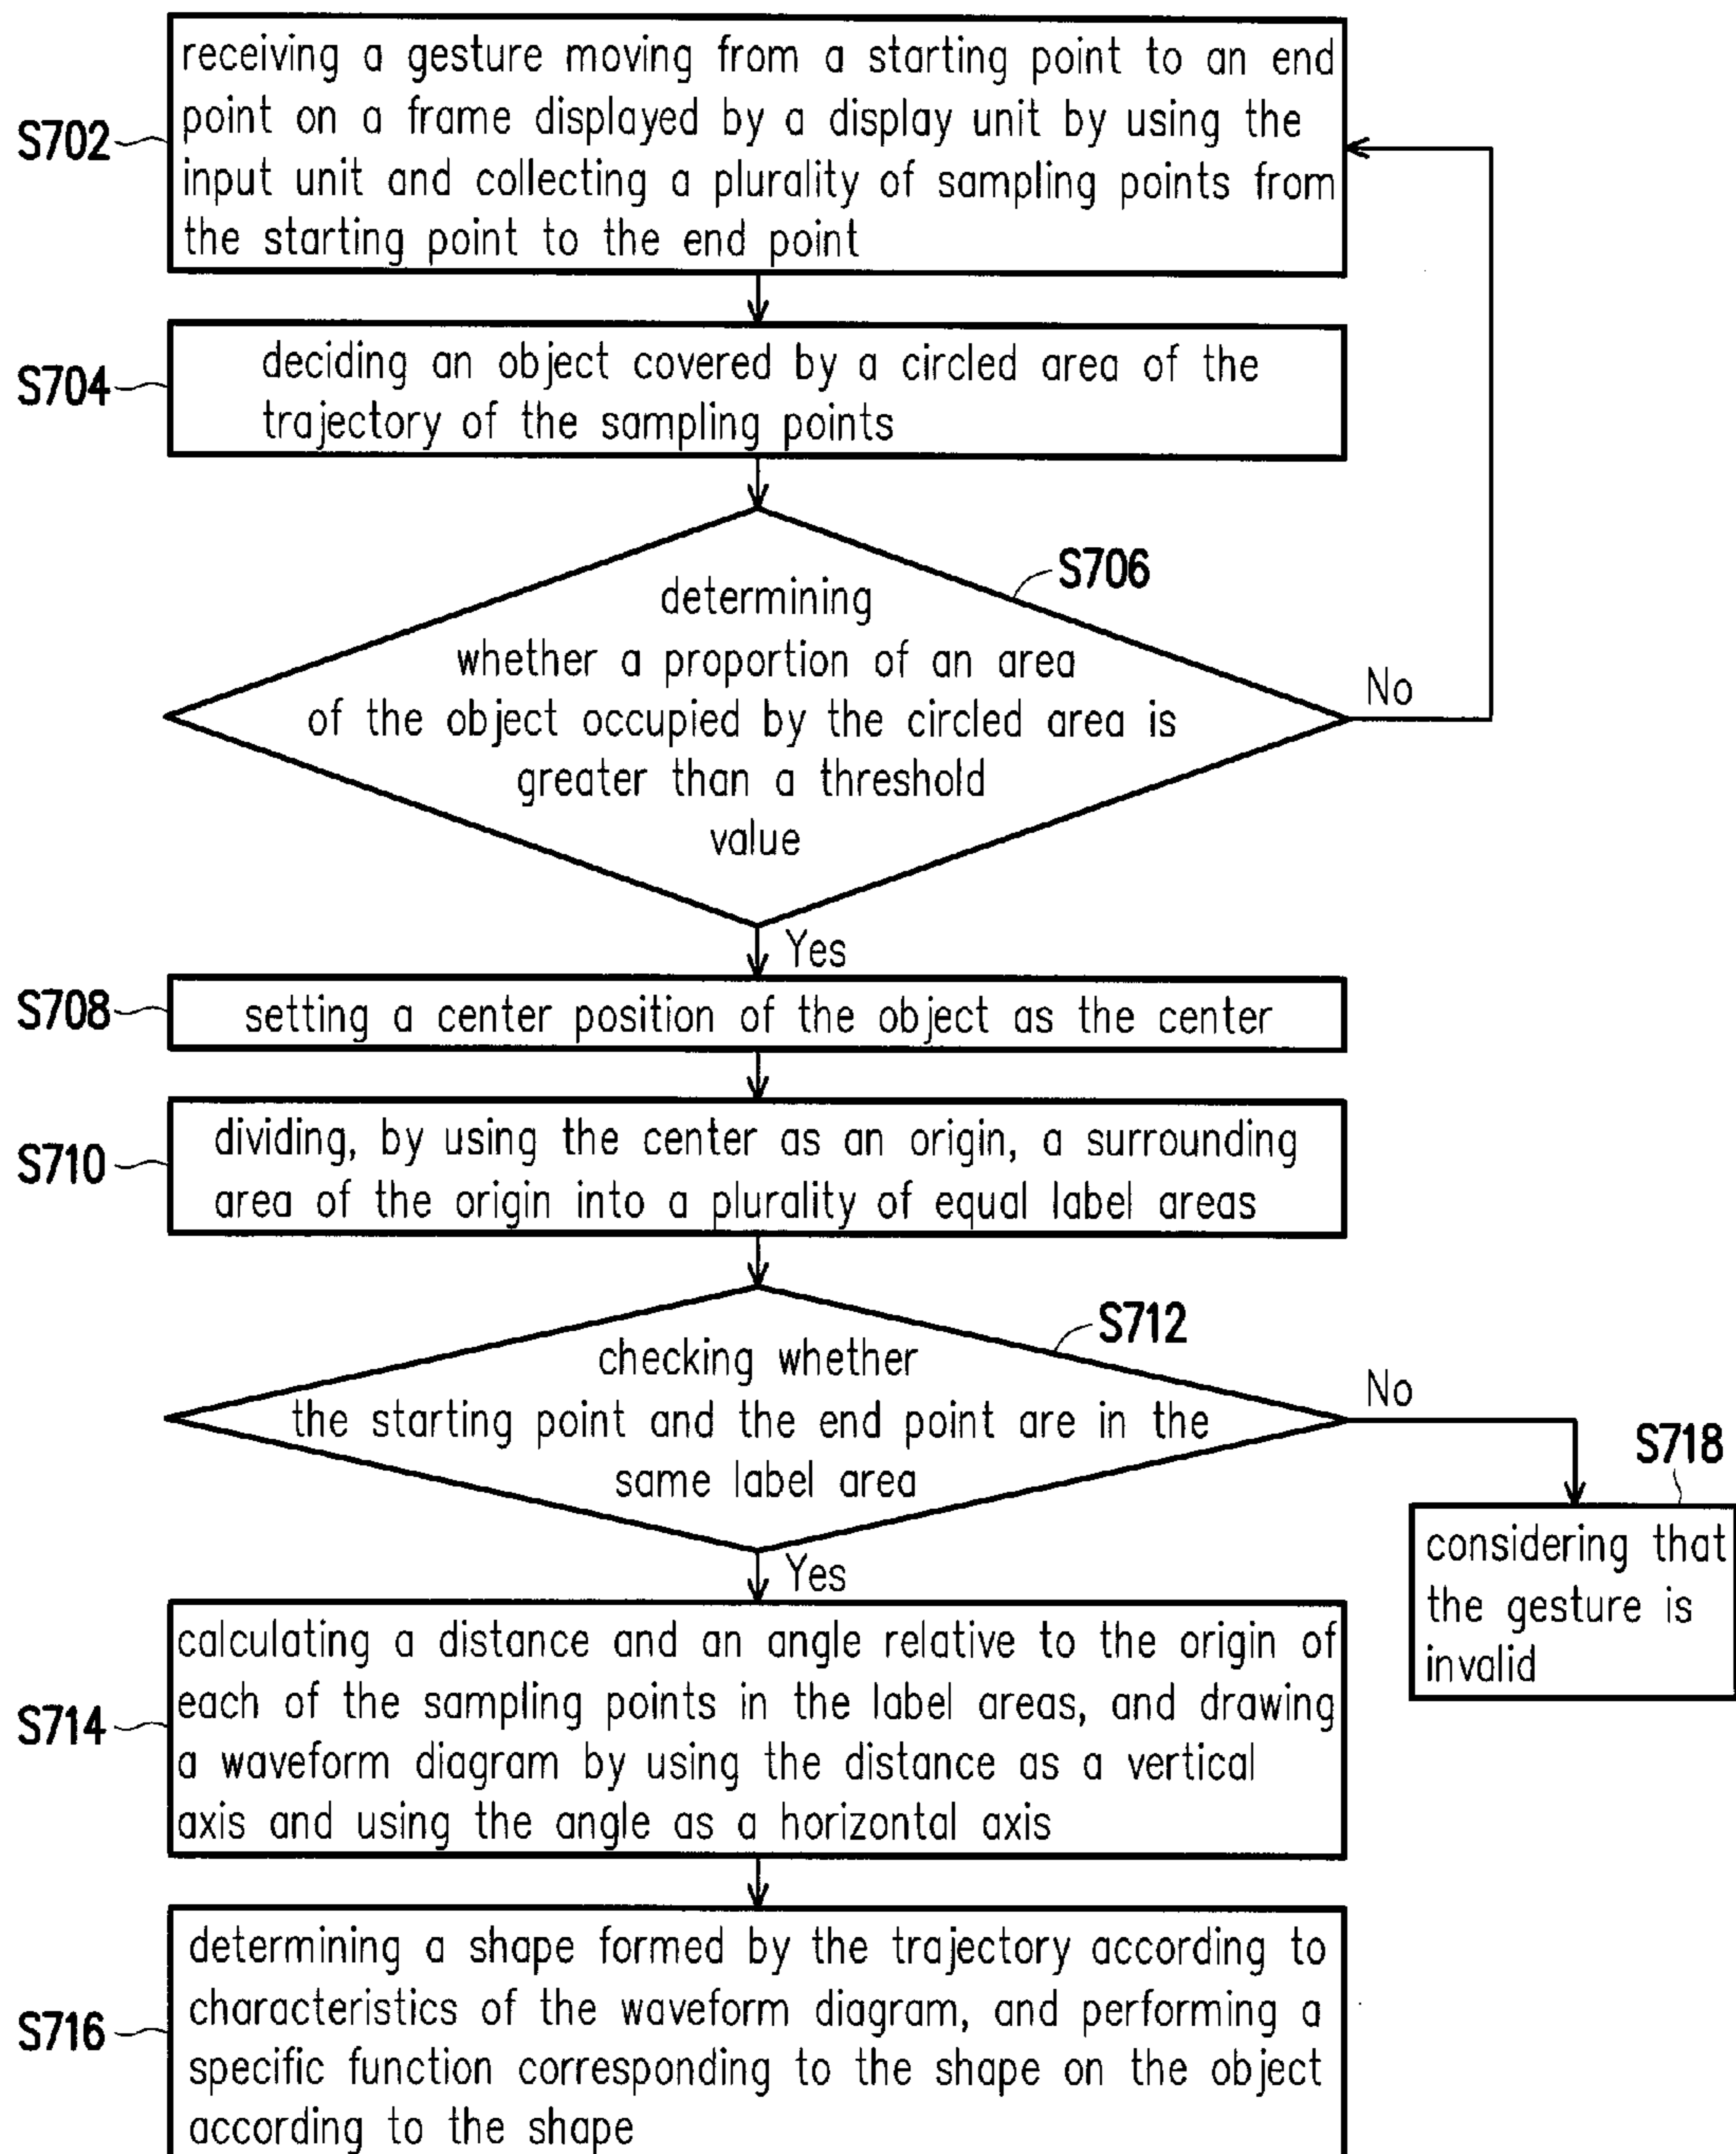 receiving a gesture moving from a starting point to an end
point on a frame displayed by a display unit by using the
S702
input unit and collecting a plurality of sampling points from
the starting point to the end point
deciding an object covered by a circled area of the
S704
trajectory of the sampling points
S706
determining
whether a proportion of an area
No
of the object occupied by the circled area is
greater than a threshold
value
Yes
S708
setting a center position of the object as the center
dividing, by using the center as an origin, a surrounding
S710
area of the origin into a plurality of equal label areas
S712
checking whether
No
the starting point and the end point are in the
same label area
S718
considering that
the gesture is
invalid
Yes
calculating a distance and an angle relative to the origin of
each of the sampling points in the label areas, and drawing
S714
a waveform diagram by using the distance as a vertical
axis and using the angle as a horizontal axis
determining a shape formed by the trajectory according to
characteristics of the waveform diagram, and performing a
S716
specific function corresponding to the shape on the object
according to the shape